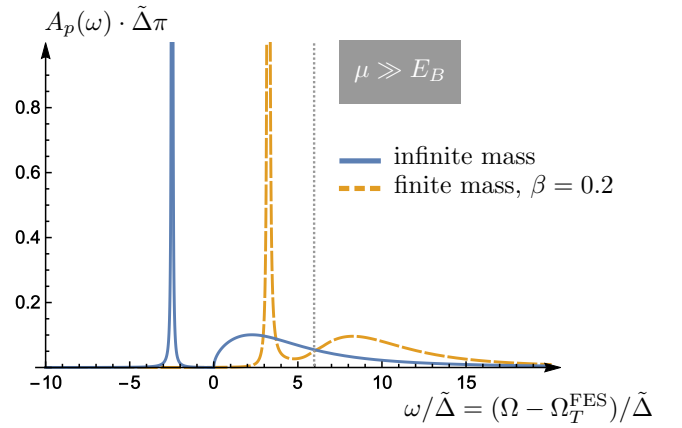 A_p(ω) · Δ̃π
μ ≫ E_B
infinite mass
finite mass, β = 0.2
0.8
0.6
0.4
0.2
−10 −5 0 5 10 15
ω/Δ̃ = (Ω − Ω_T^FES)/Δ̃